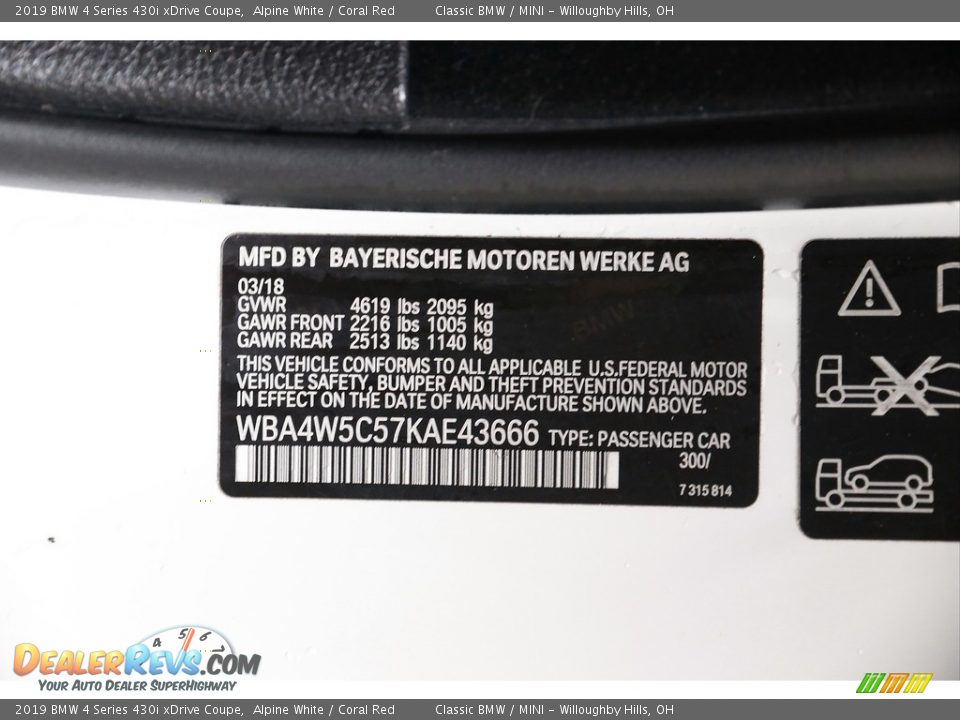 2019 BMW 4 Series 430i xDrive Coupe,  Alpine White / Coral Red        Classic BMW / MINI - Willoughby Hills, OH
MFD BY BAYERISCHE MOTOREN WERKE AG
03/18
GVWR 4619 lbs 2095 kg
GAWR FRONT 2216 lbs 1005 kg
GAWR REAR 2513 lbs 1140 kg
THIS VEHICLE CONFORMS TO ALL APPLICABLE U.S.FEDERAL MOTOR
VEHICLE SAFETY, BUMPER AND THEFT PREVENTION STANDARDS
IN EFFECT ON THE DATE OF MANUFACTURE SHOWN ABOVE.
WBA4W5C57KAE43666 TYPE: PASSENGER CAR
300/
7 315 814
4 5 6 7
DEALERREVS.COM
YOUR AUTO DEALER SUPERHIGHWAY
2019 BMW 4 Series 430i xDrive Coupe,  Alpine White / Coral Red        Classic BMW / MINI - Willoughby Hills, OH